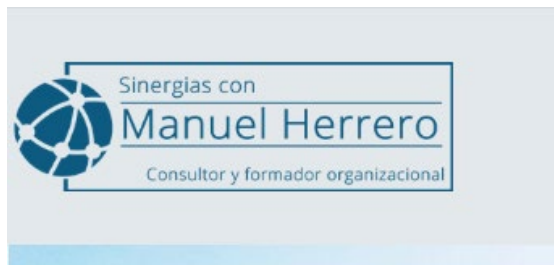 Sinergias con
Manuel Herrero
Consultor y formador organizacional